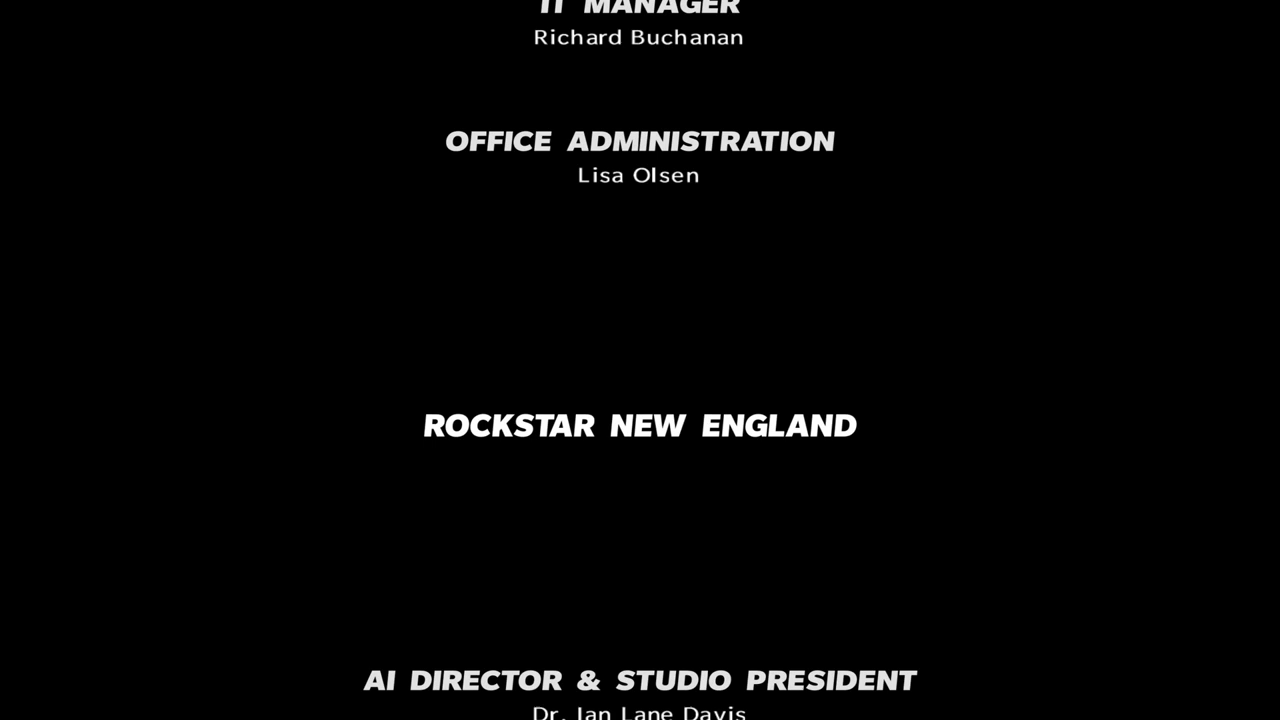 IT MANAGER
Richard Buchanan
OFFICE ADMINISTRATION
Lisa Olsen
ROCKSTAR NEW ENGLAND
AI DIRECTOR & STUDIO PRESIDENT
Dr. Ian Lane Davis